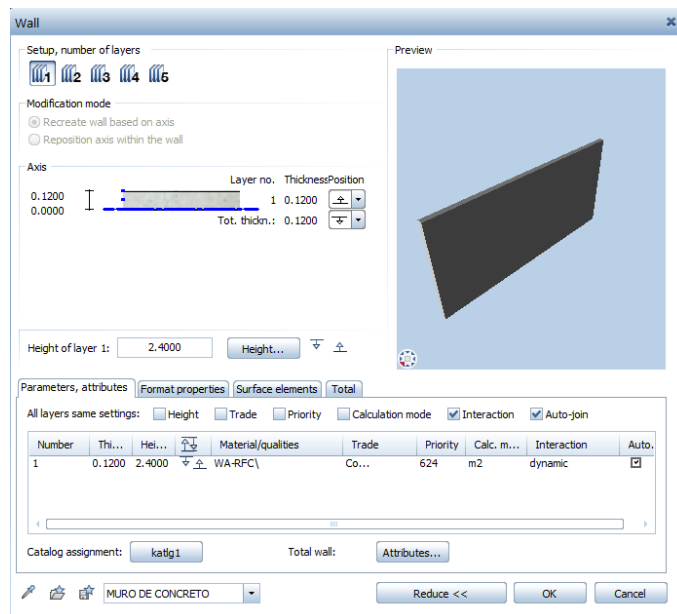 Wall
Setup, number of layers
1 2 3 4 5
Modification mode
Recreate wall based on axis
Reposition axis within the wall
Axis
Layer no. Thickness Position
0.1200
0.0000
1 0.1200
Tot. thickn.: 0.1200
Height of layer 1: 2.4000 Height...
Preview
Parameters, attributes Format properties Surface elements Total
All layers same settings: Height Trade Priority Calculation mode Interaction Auto-join
Number Thi... Hei... Material/qualities Trade Priority Calc. m... Interaction Auto.
1 0.1200 2.4000 WA-RFC\ Co... 624 m2 dynamic
Catalog assignment: katlg1 Total wall: Attributes...
MURO DE CONCRETO Reduce << OK Cancel